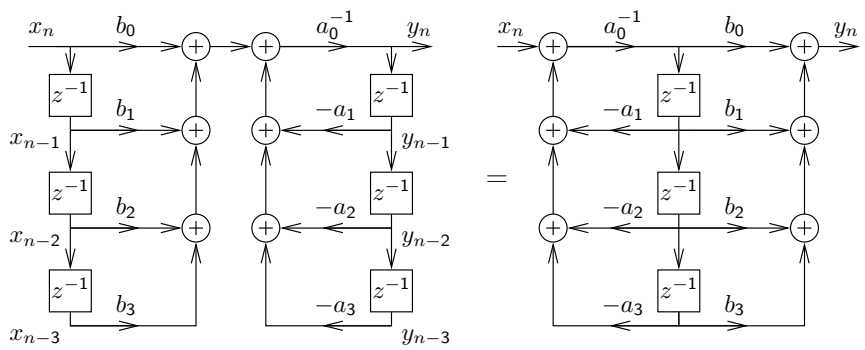 x_n b_0 + + a_0^{-1} y_n x_n + a_0^{-1} b_0 + y_n
z^{-1} z^{-1} z^{-1}
x_{n-1} b_1 + + -a_1 y_{n-1} + -a_1 b_1 +
z^{-1} z^{-1} = z^{-1}
x_{n-2} b_2 + + -a_2 y_{n-2} + -a_2 b_2 +
z^{-1} z^{-1} z^{-1}
x_{n-3} b_3 -a_3 y_{n-3} -a_3 b_3